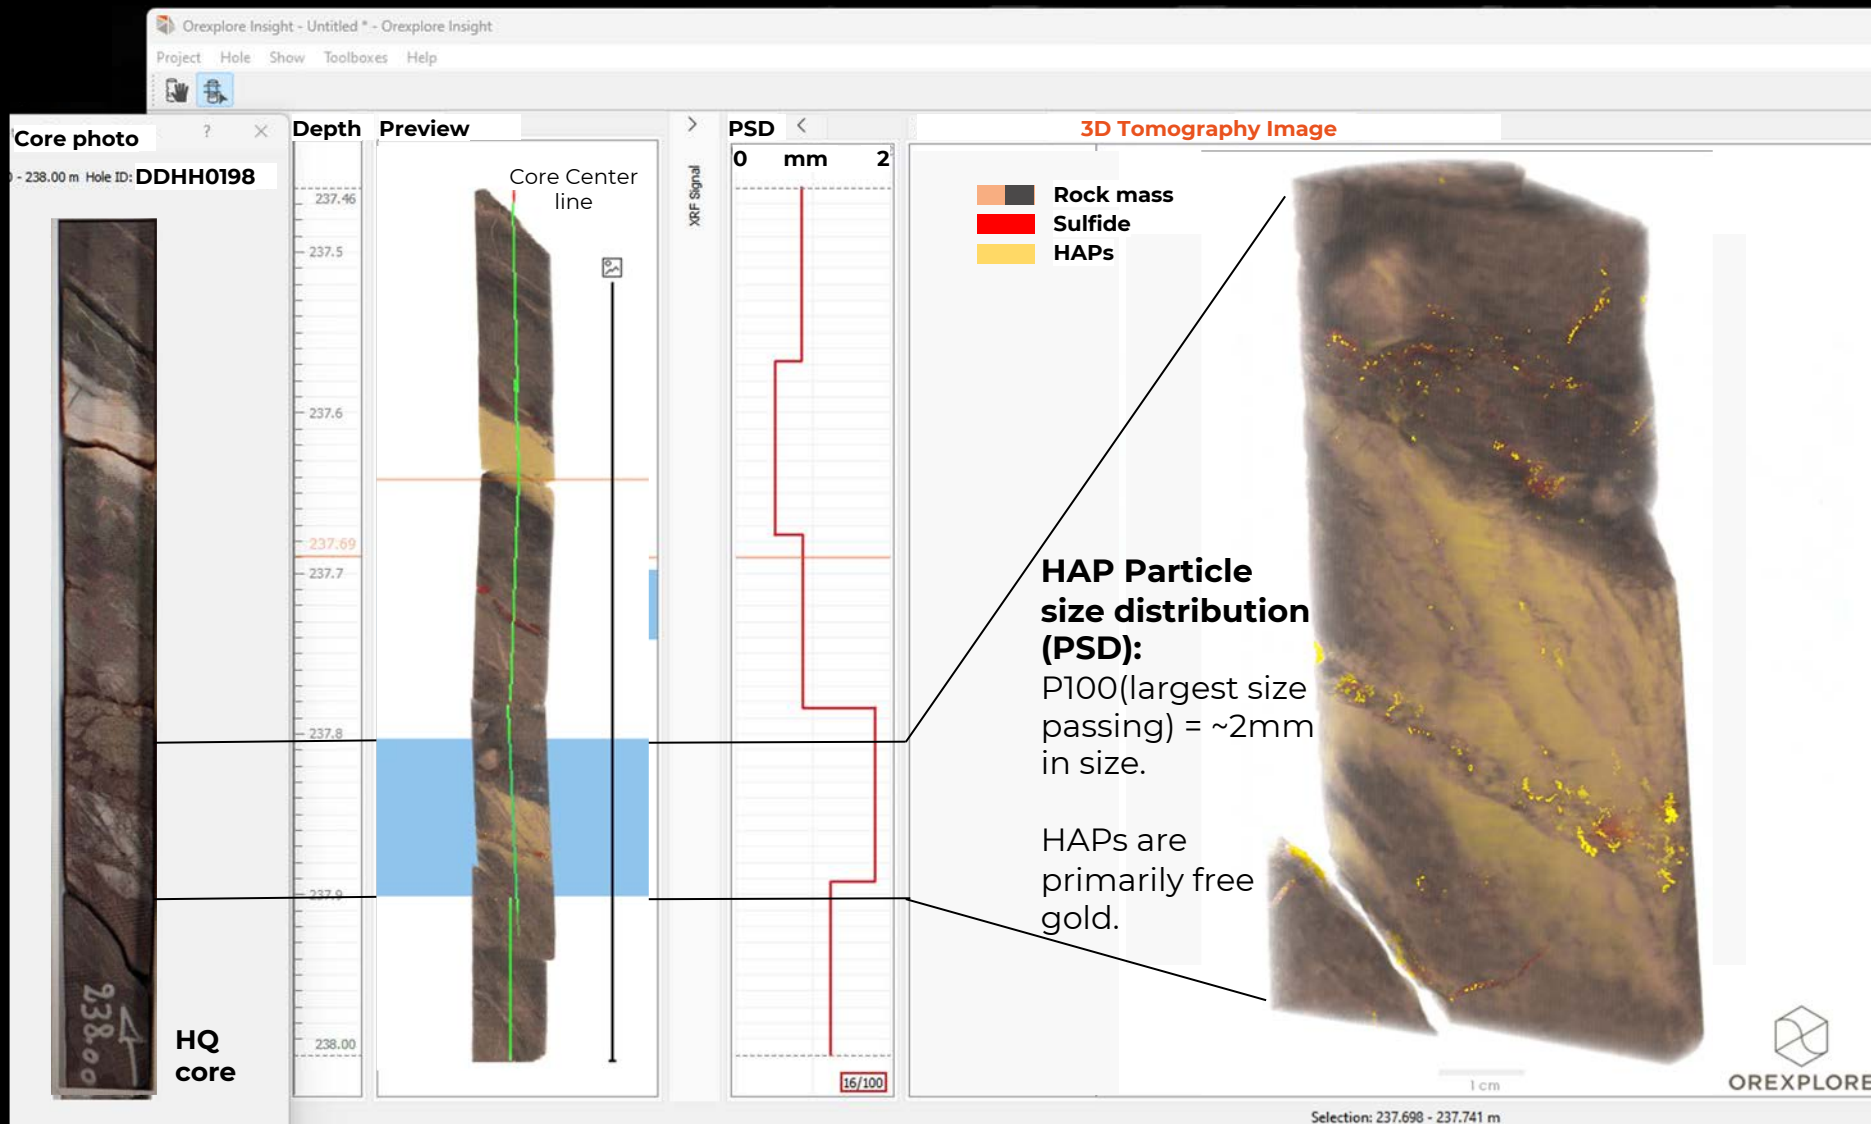 Orexplore Insight - Untitled * - Orexplore Insight
Project Hole Show Toolboxes Help
Core photo
? ×
- 238.00 m Hole ID: DDHH0198
Depth
Preview
PSD
3D Tomography Image
0 mm 2
XRF Signal
Core Center
line
237.46
237.5
237.6
237.69
237.7
237.8
237.9
238.00
Rock mass
Sulfide
HAPs
HAP Particle
size distribution
(PSD):
P100(largest size
passing) = ~2mm
in size.
HAPs are
primarily free
gold.
238.00
HQ
core
16/100
1 cm
OREXPLORE
Selection: 237.698 - 237.741 m